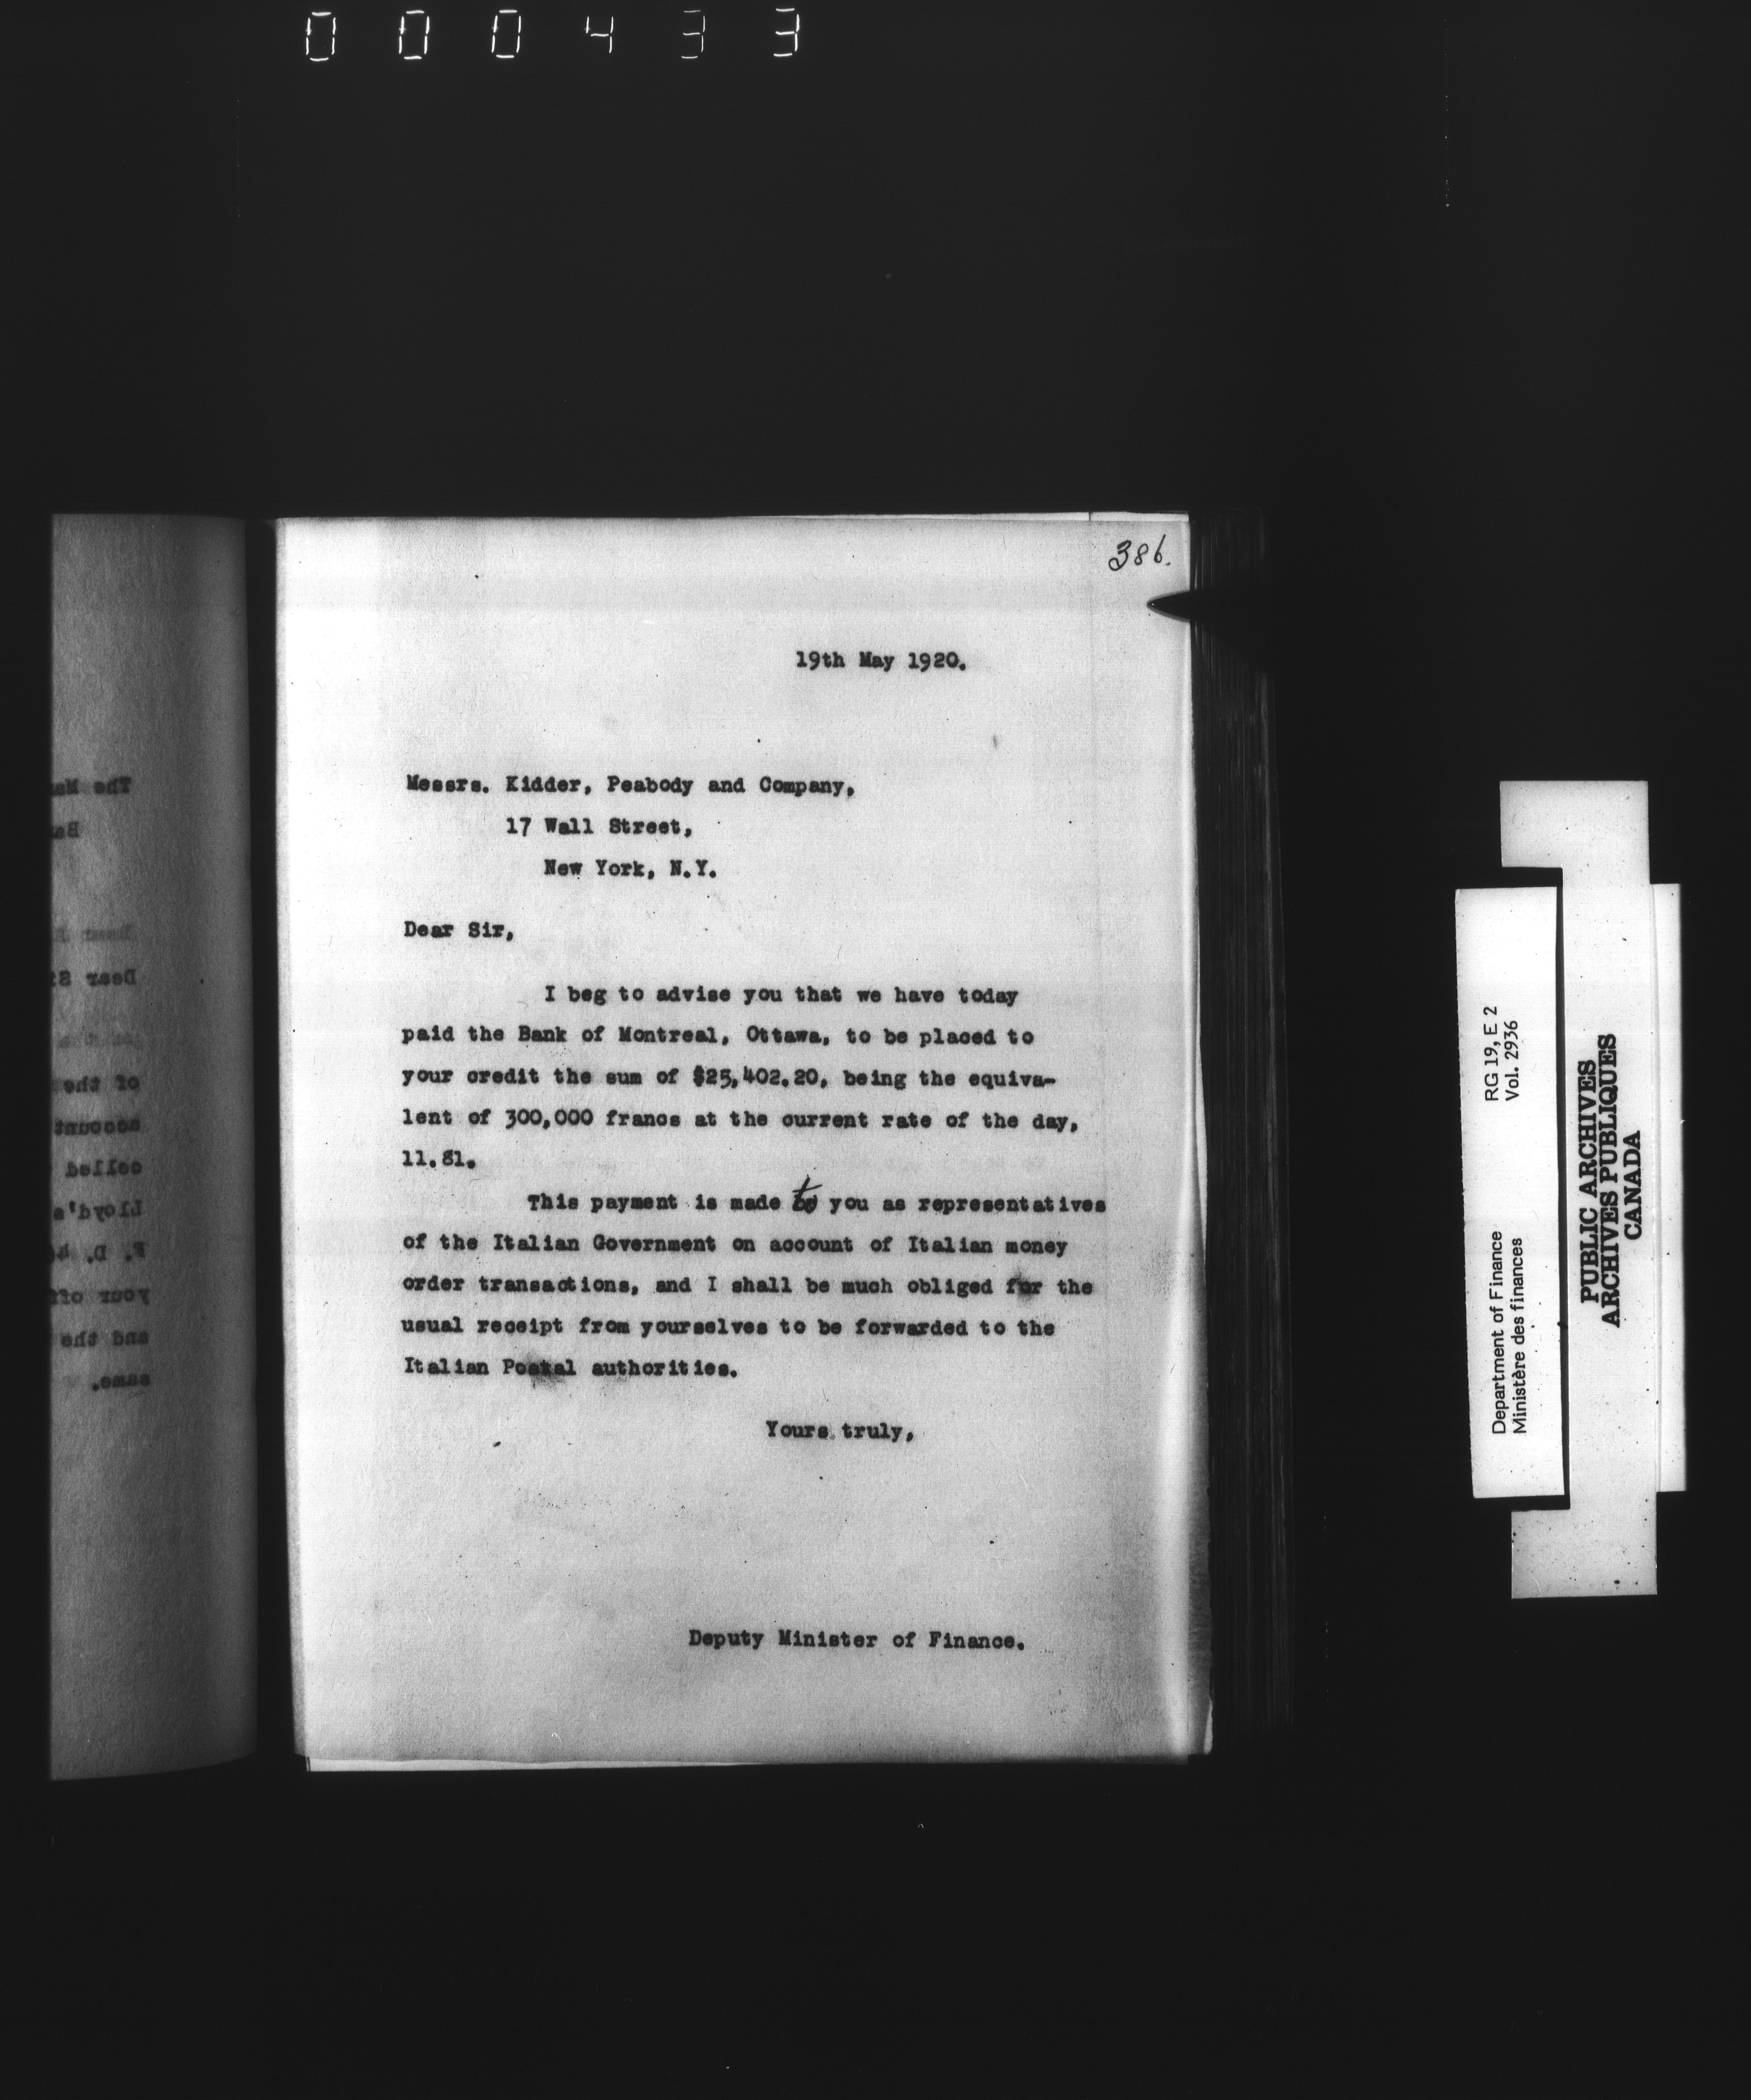 000433
386.
19th May 1920.
Messrs. Kidder, Peabody and Company,
17 Wall Street,
New York, N.Y.
Dear Sir,
I beg to advise you that we have today
paid the Bank of Montreal, Ottawa, to be placed to
your credit the sum of $25,402.20, being the equiva-
lent of 300,000 francs at the current rate of the day,
11.81.
This payment is made to you as representatives
of the Italian Government on account of Italian money
order transactions, and I shall be much obliged for the
usual receipt from yourselves to be forwarded to the
Italian Postal authorities.
Yours truly,
Deputy Minister of Finance.
Department of Finance
Ministère des finances
RG 19, E 2
Vol. 2936
PUBLIC ARCHIVES
ARCHIVES PUBLIQUES
CANADA